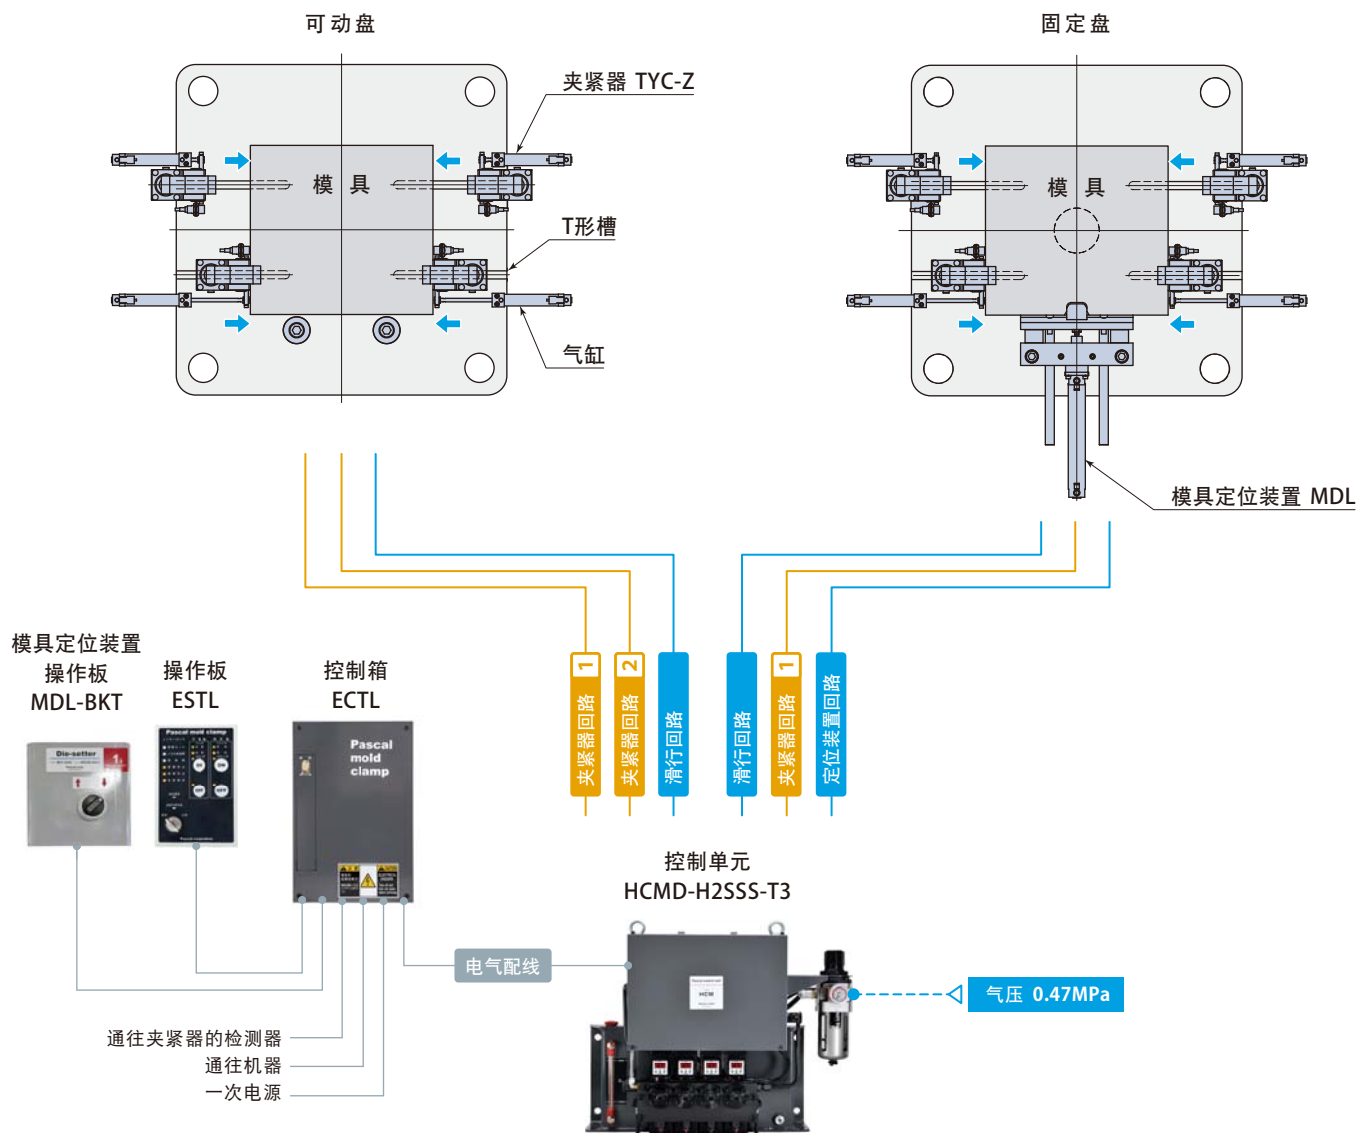 可动盘
固定盘
夹紧器 TYC-Z
模 具
T形槽
气缸
模 具
模具定位装置 MDL
夹紧器回路 1
夹紧器回路 2
滑行回路
滑行回路
夹紧器回路 1
定位装置回路
模具定位装置
操作板
MDL-BKT
操作板
ESTL
控制箱
ECTL
Die-setter
Pascal mold clamp
Pascal
mold
clamp
控制单元
HCMD-H2SSS-T3
HCM
电气配线
气压 0.47MPa
通往夹紧器的检测器
通往机器
一次电源